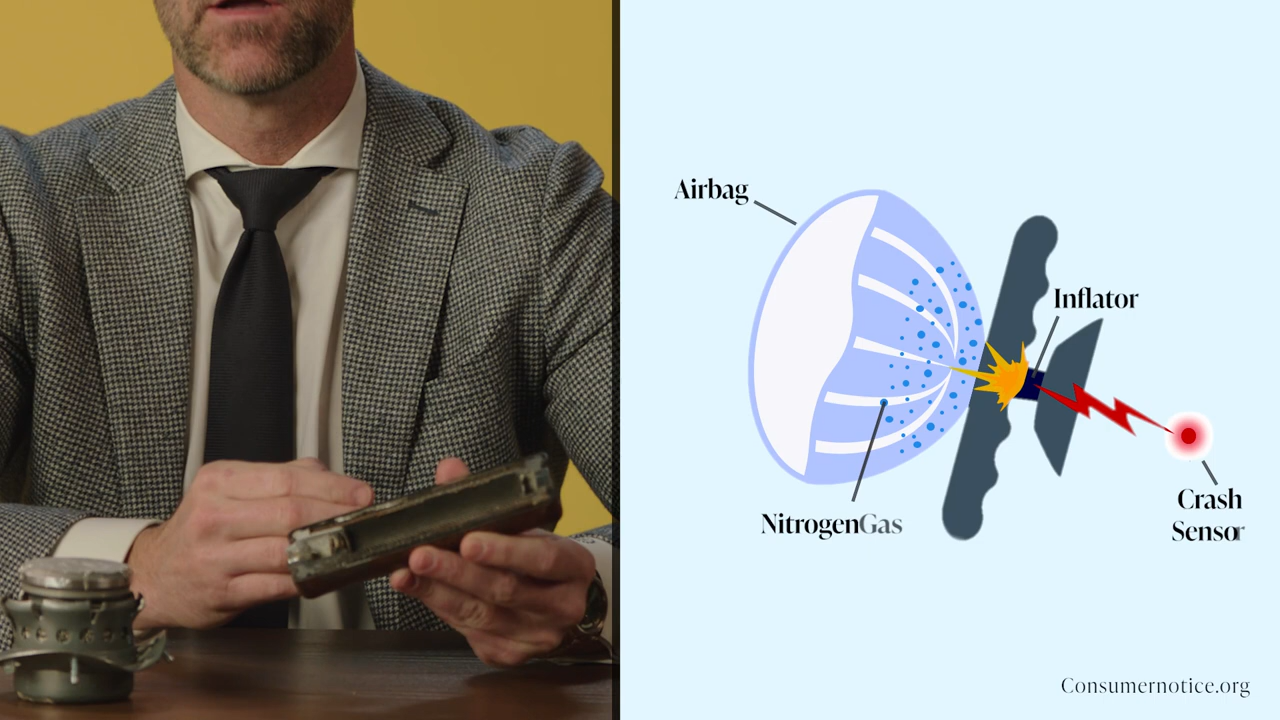 Airbag
Inflator
NitrogenGas
Crash
Sensor
Consumernotice.org